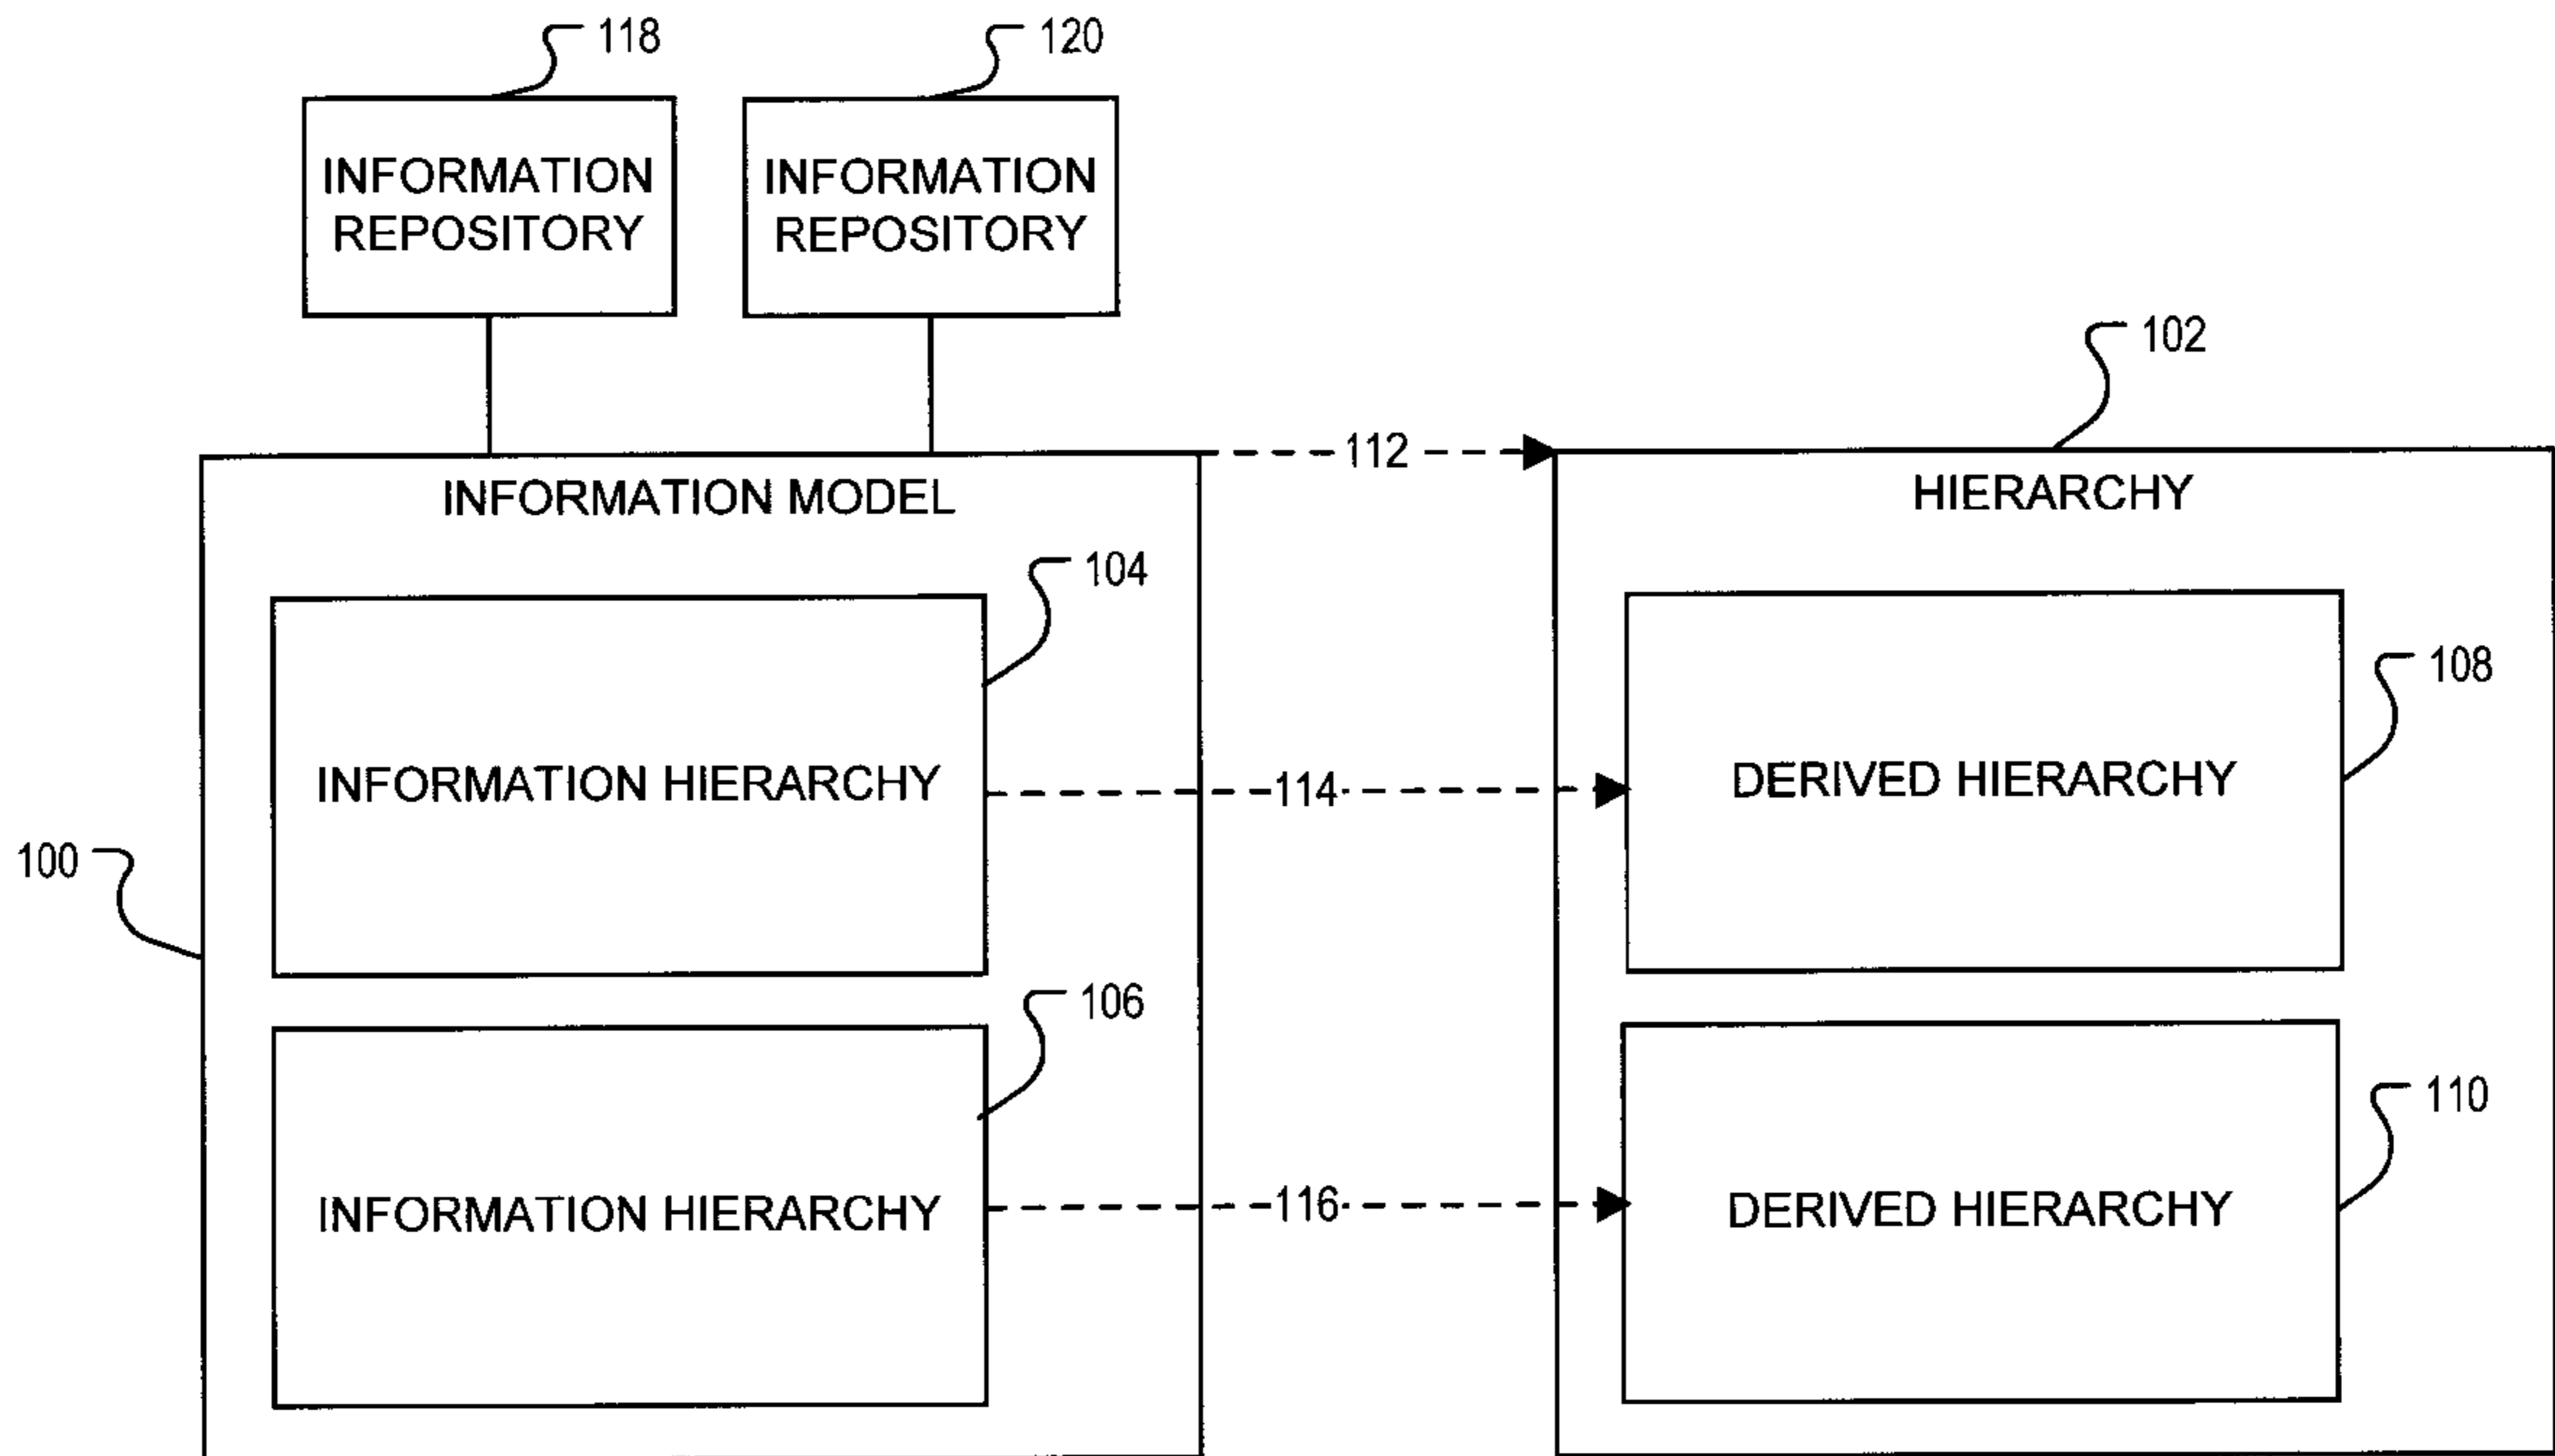 118
120
INFORMATION
REPOSITORY
INFORMATION
REPOSITORY
102
112
INFORMATION MODEL
HIERARCHY
104
108
INFORMATION HIERARCHY
114
DERIVED HIERARCHY
100
106
110
INFORMATION HIERARCHY
116
DERIVED HIERARCHY